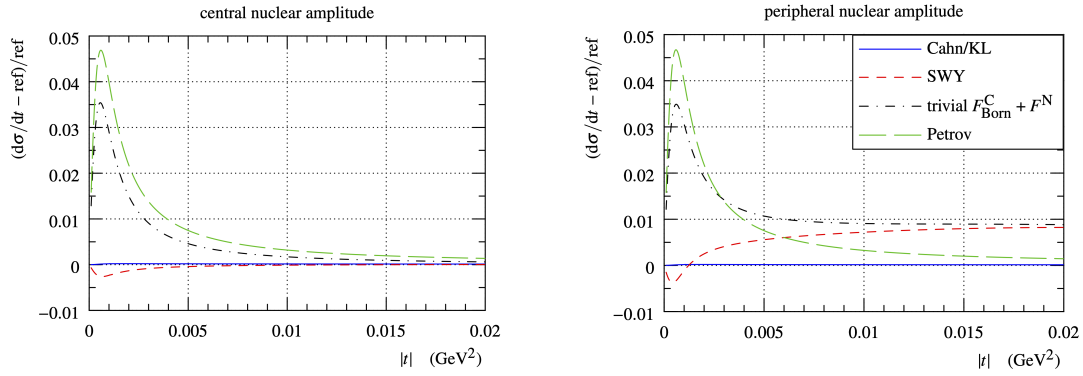 central nuclear amplitude
(dσ/dt – ref)/ref
0.05
0.04
0.03
0.02
0.01
0
−0.01
0 0.005 0.01 0.015 0.02
|t| (GeV²)
peripheral nuclear amplitude
(dσ/dt – ref)/ref
0.05
0.04
0.03
0.02
0.01
0
−0.01
0 0.005 0.01 0.015 0.02
|t| (GeV²)
Cahn/KL
SWY
trivial F^C_Born + F^N
Petrov